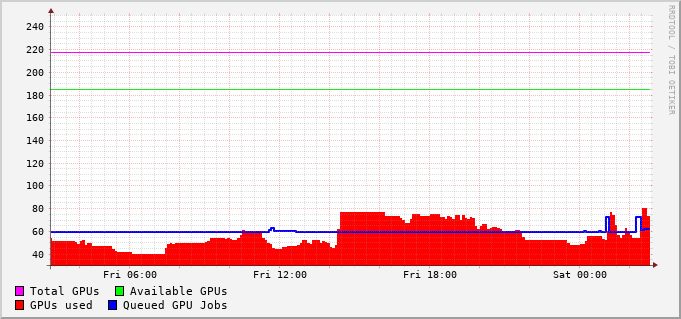 240
220
200
180
160
140
120
100
80
60
40
Fri 06:00 Fri 12:00 Fri 18:00 Sat 00:00
Total GPUs Available GPUs
GPUs used Queued GPU Jobs
RRDTOOL / TOBI OETIKER